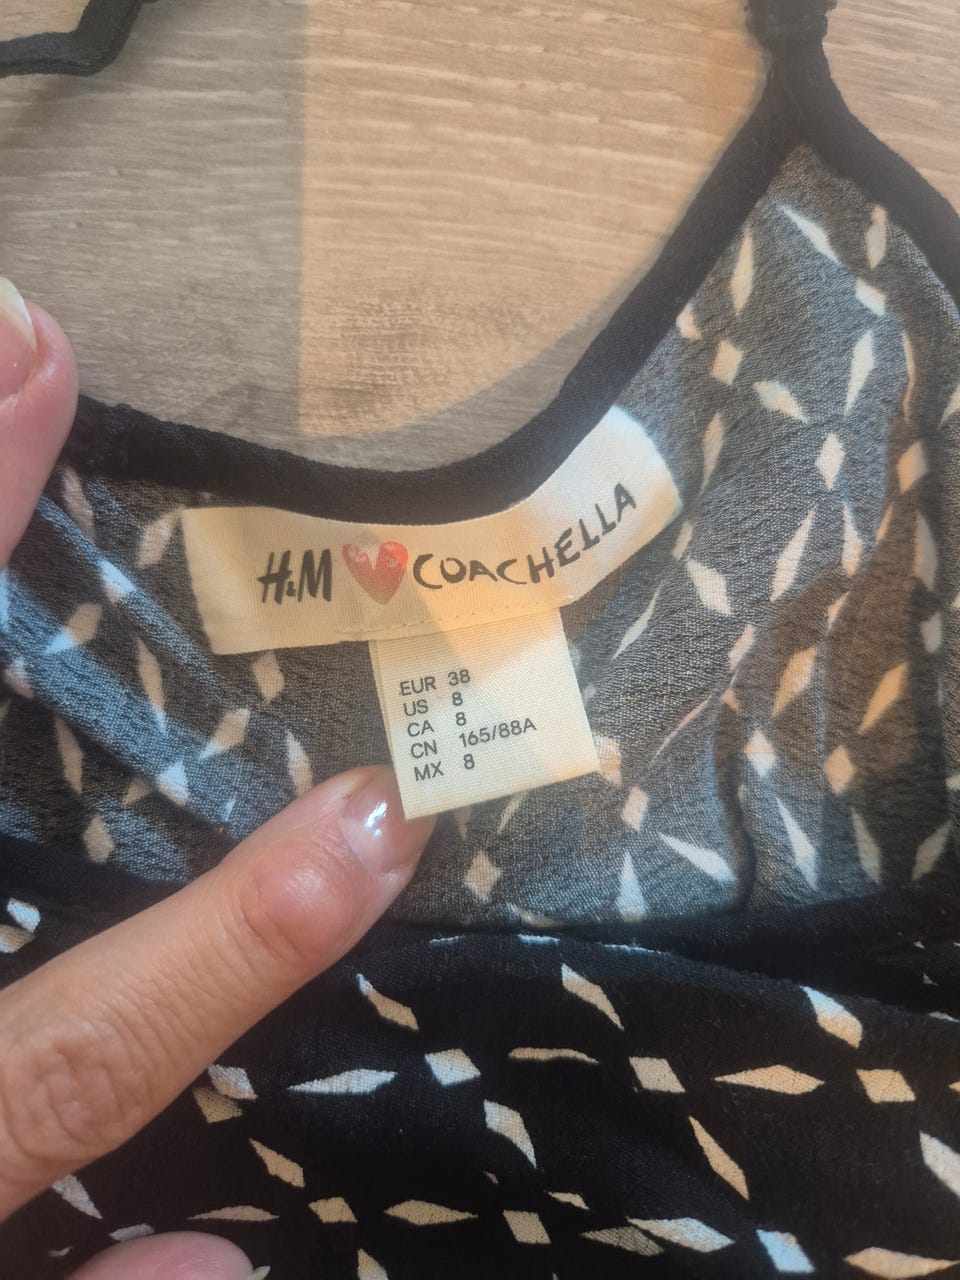 H&M COACHELLA
EUR 38
US 8
CA 8
CN 165/88A
MX 8